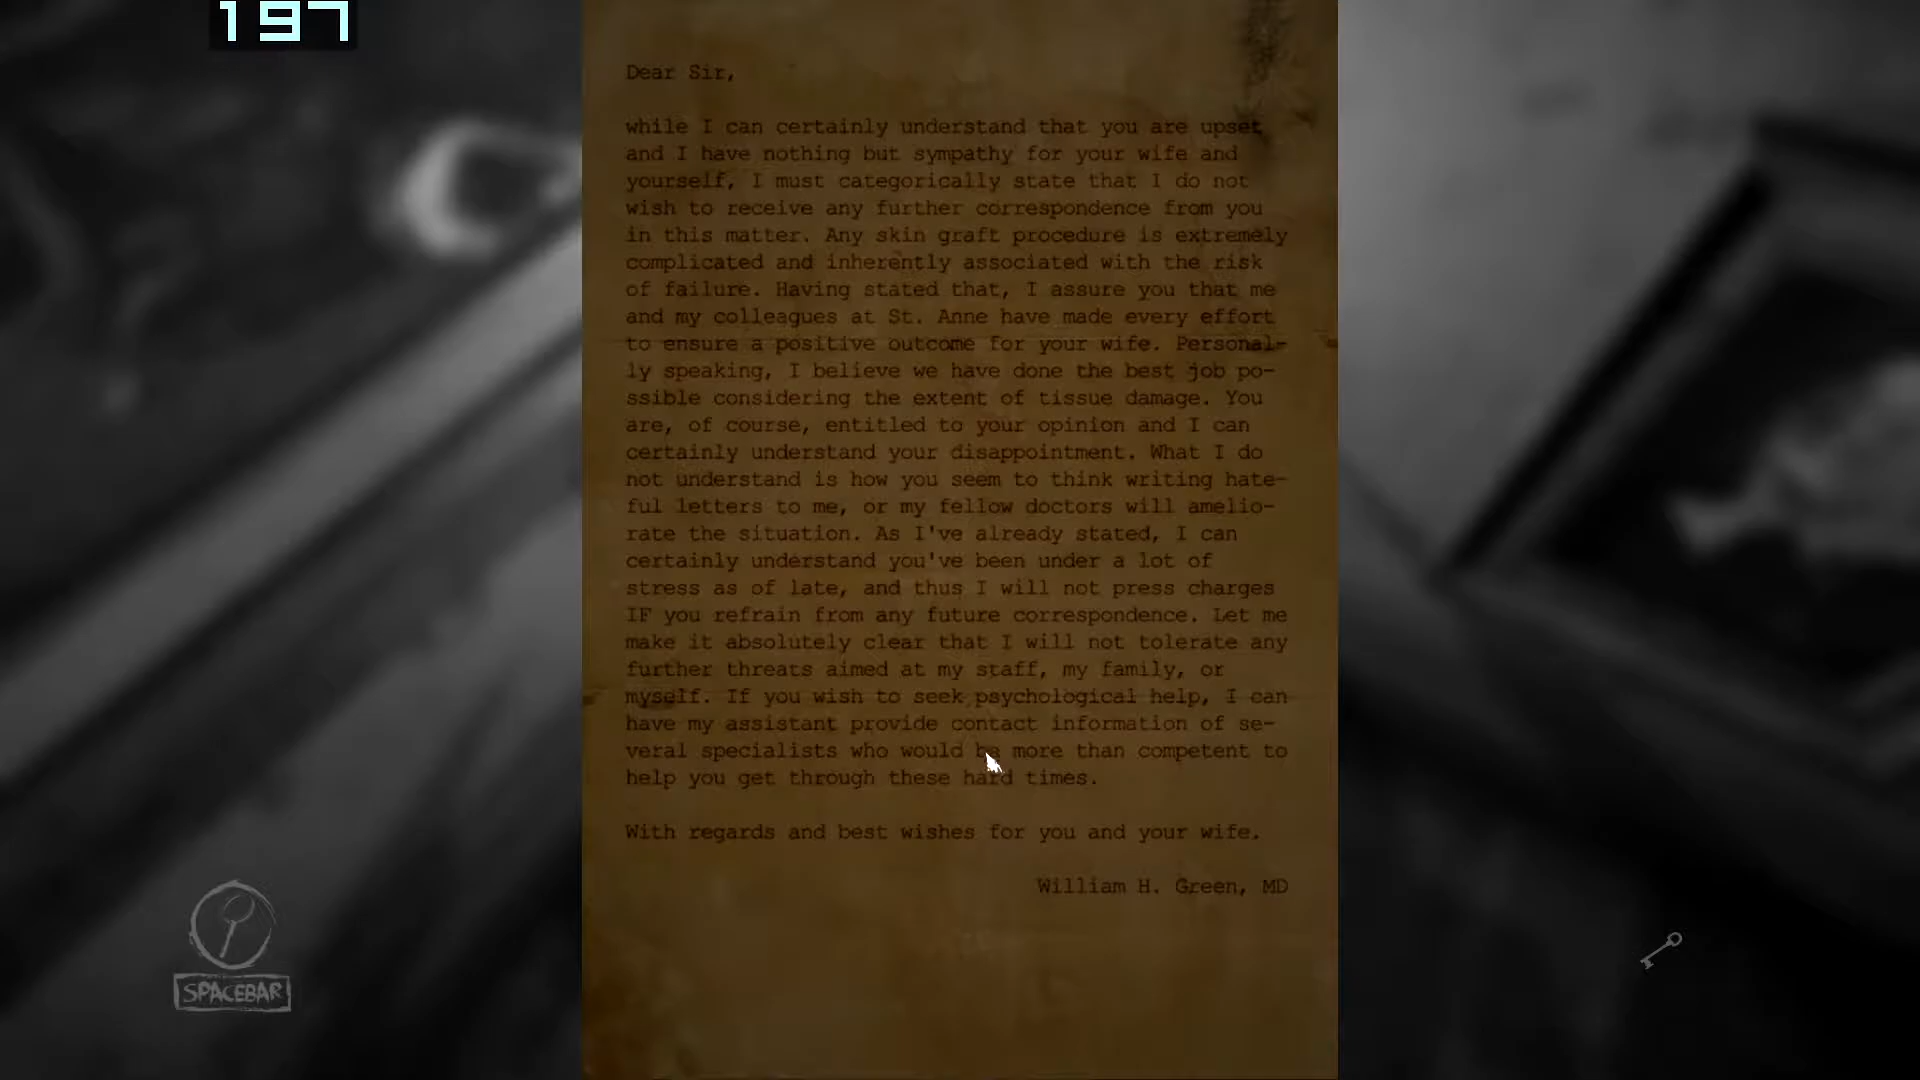 197
Dear Sir,
while I can certainly understand that you are upset
and I have nothing but sympathy for your wife and
yourself, I must categorically state that I do not
wish to receive any further correspondence from you
in this matter. Any skin graft procedure is extremely
complicated and inherently associated with the risk
of failure. Having stated that, I assure you that me
and my colleagues at St. Anne have made every effort
to ensure a positive outcome for your wife. Personal-
ly speaking, I believe we have done the best job po-
ssible considering the extent of tissue damage. You
are, of course, entitled to your opinion and I can
certainly understand your disappointment. What I do
not understand is how you seem to think writing hate-
ful letters to me, or my fellow doctors will amelio-
rate the situation. As I've already stated, I can
certainly understand you've been under a lot of
stress as of late, and thus I will not press charges
IF you refrain from any future correspondence. Let me
make it absolutely clear that I will not tolerate any
further threats aimed at my staff, my family, or
myself. If you wish to seek psychological help, I can
have my assistant provide contact information of se-
veral specialists who would be more than competent to
help you get through these hard times.
With regards and best wishes for you and your wife.
William H. Green, MD
SPACEBAR